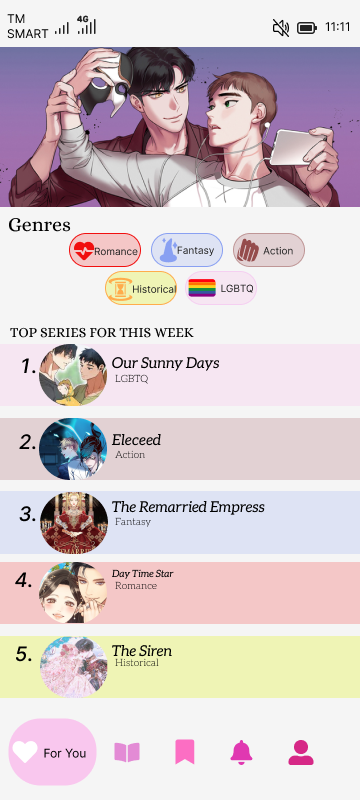 TM
SMART
4G
11:11
Genres
Romance
Fantasy
Action
Historical
LGBTQ
TOP SERIES FOR THIS WEEK
1. Our Sunny Days
LGBTQ
2. Eleceed
Action
3. The Remarried Empress
Fantasy
4. Day Time Star
Romance
5. The Siren
Historical
For You